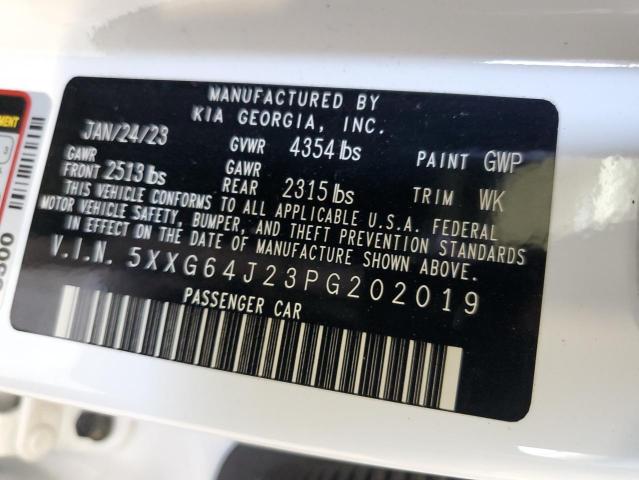 MANUFACTURED BY
KIA GEORGIA, INC.
JAN/24/23 GVWR 4354 lbs PAINT GWP
GAWR FRONT 2513 lbs GAWR REAR 2315 lbs TRIM WK
THIS VEHICLE CONFORMS TO ALL APPLICABLE U.S.A. FEDERAL
MOTOR VEHICLE SAFETY, BUMPER, AND THEFT PREVENTION STANDARDS
IN EFFECT ON THE DATE OF MANUFACTURE SHOWN ABOVE.
V.I.N. 5XXG64J23PG202019
PASSENGER CAR
3